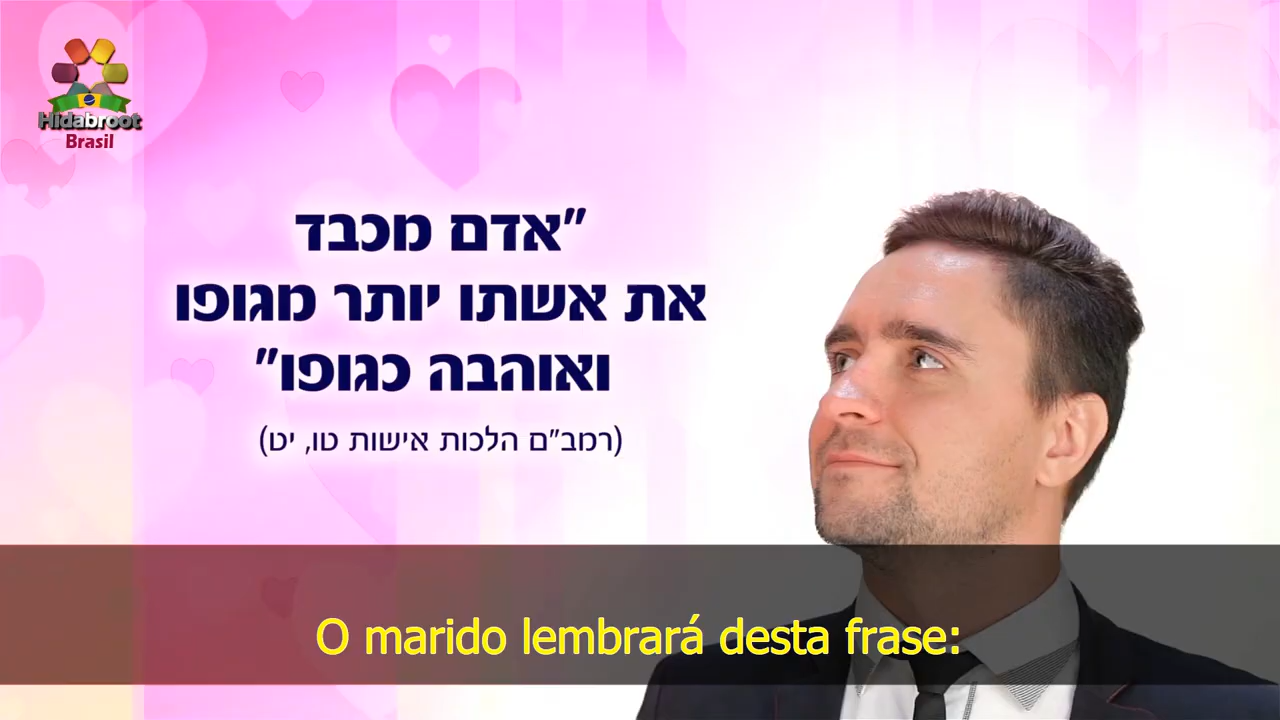 Hidabroot
Brasil
"אדם מכבד
את אשתו יותר מגופו
ואוהבה כגופו"
(רמב"ם הלכות אישות טו, יט)
O marido lembrará desta frase: